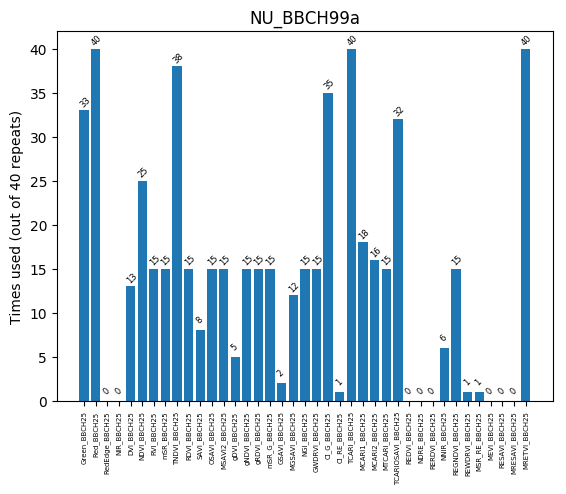 NU_BBCH99a
Times used (out of 40 repeats)
40
35
30
25
20
15
10
5
0
33
40
0
0
13
25
15
15
38
15
8
15
15
5
15
15
15
2
12
15
15
35
1
40
18
16
15
32
0
0
0
6
15
1
1
0
0
0
40
Green_BBCH25
Red_BBCH25
RedEdge_BBCH25
NIR_BBCH25
DVI_BBCH25
NDVI_BBCH25
RVI_BBCH25
mSR_BBCH25
TNDVI_BBCH25
RDVI_BBCH25
SAVI_BBCH25
OSAVI_BBCH25
MSAVI2_BBCH25
gDVI_BBCH25
gNDVI_BBCH25
gRDVI_BBCH25
mSR_G_BBCH25
GSAVI_BBCH25
MGSAVI_BBCH25
NGI_BBCH25
GWDRVI_BBCH25
CI_G_BBCH25
CI_RE_BBCH25
TCARI_BBCH25
MCARI1_BBCH25
MCARI2_BBCH25
MTCARI_BBCH25
TCARIOSAVI_BBCH25
REDVI_BBCH25
NDRE_BBCH25
RERDVI_BBCH25
NNIR_BBCH25
REGNDVI_BBCH25
REWDRVI_BBCH25
MSR_RE_BBCH25
MEVI_BBCH25
RESAVI_BBCH25
MRESAVI_BBCH25
MRETVI_BBCH25